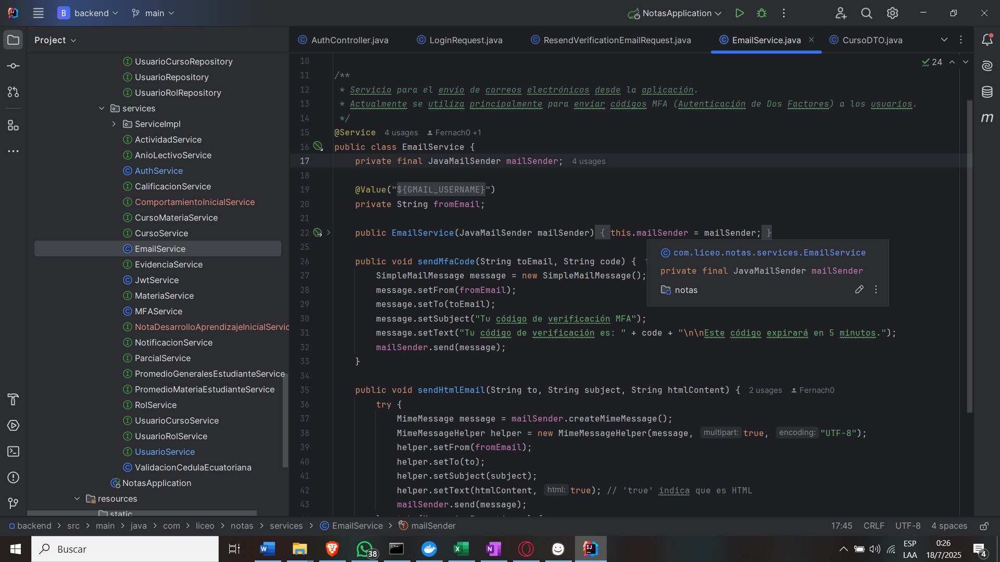 B backend main NotasApplication
Project
UsuarioCursoRepository
UsuarioRepository
UsuarioRolRepository
services
ServiceImpl
ActividadService
AnioLectivoService
AuthService
CalificacionService
ComportamientoInicialService
CursoMateriaService
CursoService
EmailService
EvidenciaService
JwtService
MateriaService
MFAService
NotaDesarrolloAprendizajeInicialServic
NotificacionService
ParcialService
PromedioGeneralesEstudianteService
PromedioMateriaEstudianteService
RolService
UsuarioCursoService
UsuarioRolService
UsuarioService
ValidacionCedulaEcuatoriana
NotasApplication
resources
static
AuthController.java LoginRequest.java ResendVerificationEmailRequest.java EmailService.java CursoDTO.java
24
10
11 /**
12 * Servicio para el envío de correos electrónicos desde la aplicación.
13 * Actualmente se utiliza principalmente para enviar códigos MFA (Autenticación de Dos Factores) a los usuarios.
14 */
15 @Service 4 usages Fernach0 +1
16 public class EmailService {
17 private final JavaMailSender mailSender; 4 usages
18
19 @Value("${GMAIL_USERNAME}")
20 private String fromEmail;
21
22 public EmailService(JavaMailSender mailSender) { this.mailSender = mailSender; }
25
26 public void sendMfaCode(String toEmail, String code) {
27 SimpleMailMessage message = new SimpleMailMessage();
28 message.setFrom(fromEmail);
29 message.setTo(toEmail);
30 message.setSubject("Tu código de verificación MFA");
31 message.setText("Tu código de verificación es: " + code + "\n\nEste código expirará en 5 minutos.");
32 mailSender.send(message);
33 }
34
35 public void sendHtmlEmail(String to, String subject, String htmlContent) { 2 usages Fernach0
36 try {
37 MimeMessage message = mailSender.createMimeMessage();
38 MimeMessageHelper helper = new MimeMessageHelper(message, multipart: true, encoding: "UTF-8");
39 helper.setFrom(fromEmail);
40 helper.setTo(to);
41 helper.setSubject(subject);
42 helper.setText(htmlContent, html: true); // 'true' indica que es HTML
43 mailSender.send(message);
com.liceo.notas.services.EmailService
private final JavaMailSender mailSender
notas
m
backend > src > main > java > com > liceo > notas > services > EmailService > mailSender
17:45 CRLF UTF-8 4 spaces
Buscar
38
ESP
LAA
0:26
18/7/2025
4